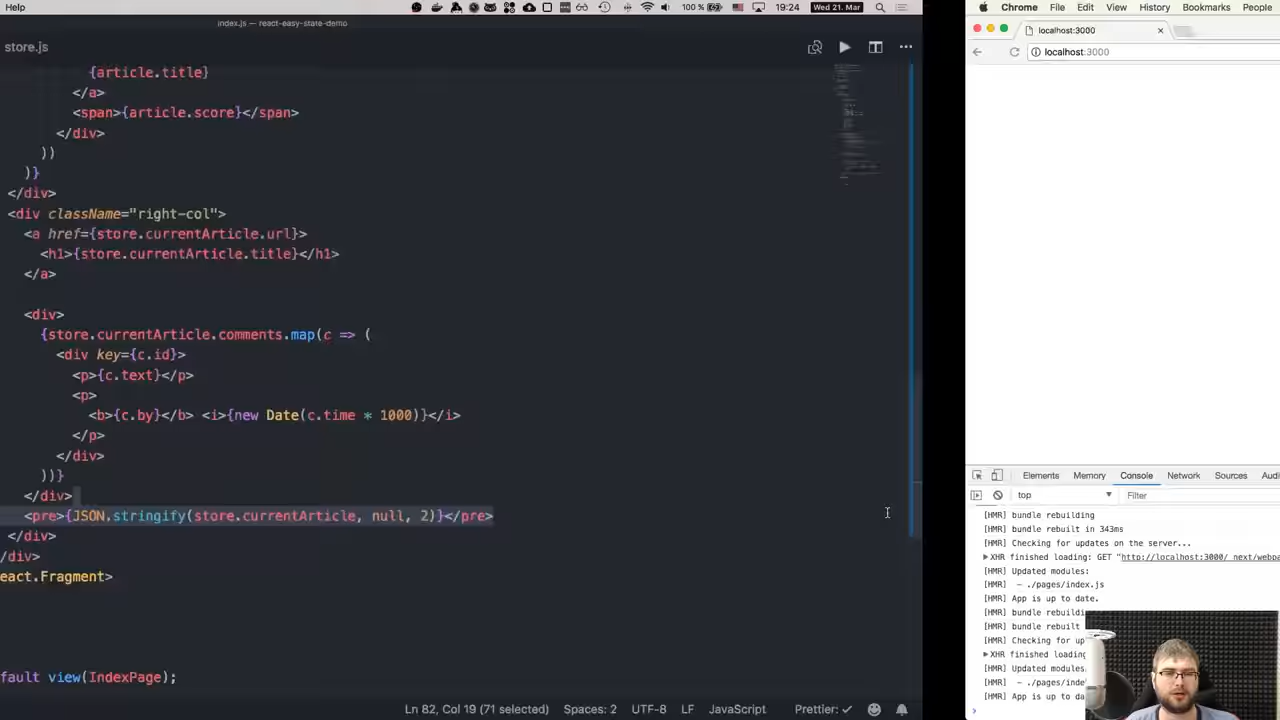 Help
100 %
19:24
Wed 21. Mar
index.js — react-easy-state-demo
store.js
{article.title}
</a>
<span>{article.score}</span>
</div>
))
)}
</div>
<div className="right-col">
<a href={store.currentArticle.url}>
<h1>{store.currentArticle.title}</h1>
</a>
<div>
{store.currentArticle.comments.map(c => (
<div key={c.id}>
<p>{c.text}</p>
<p>
<b>{c.by}</b> <i>{new Date(c.time * 1000)}</i>
</p>
</div>
))}
</div>
<pre>{JSON.stringify(store.currentArticle, null, 2)}</pre>
</div>
/div>
eact.Fragment>
fault view(IndexPage);
Ln 82, Col 19 (71 selected) Spaces: 2 UTF-8 LF JavaScript Prettier: ✓
Chrome File Edit View History Bookmarks People
localhost:3000
localhost:3000
Elements Memory Console Network Sources Audi
top
Filter
[HMR] bundle rebuilding
[HMR] bundle rebuilt in 343ms
[HMR] Checking for updates on the server...
XHR finished loading: GET "http://localhost:3000/_next/webpa
[HMR] Updated modules:
[HMR] - ./pages/index.js
[HMR] App is up to date.
[HMR] bundle rebuildi
[HMR] bundle rebuilt
[HMR] Checking for up
XHR finished loading
[HMR] Updated modules
[HMR] - ./pages/inde
[HMR] App is up to da